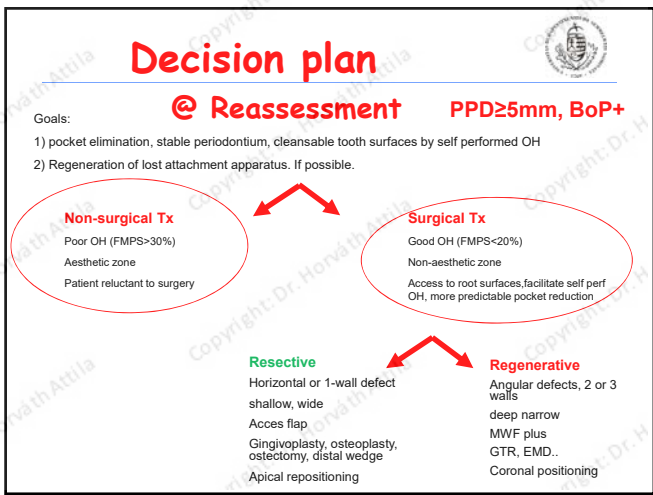 Decision plan
@ Reassessment
PPD≥5mm, BoP+
Goals:
1) pocket elimination, stable periodontium, cleansable tooth surfaces by self performed OH
2) Regeneration of lost attachment apparatus. If possible.
Non-surgical Tx
Poor OH (FMPS>30%)
Aesthetic zone
Patient reluctant to surgery
Surgical Tx
Good OH (FMPS<20%)
Non-aesthetic zone
Access to root surfaces,facilitate self perf
OH, more predictable pocket reduction
Resective
Horizontal or 1-wall defect
shallow, wide
Acces flap
Gingivoplasty, osteoplasty,
ostectomy, distal wedge
Apical repositioning
Regenerative
Angular defects, 2 or 3
walls
deep narrow
MWF plus
GTR, EMD..
Coronal positioning
Copyright: Dr. Horváth Attila